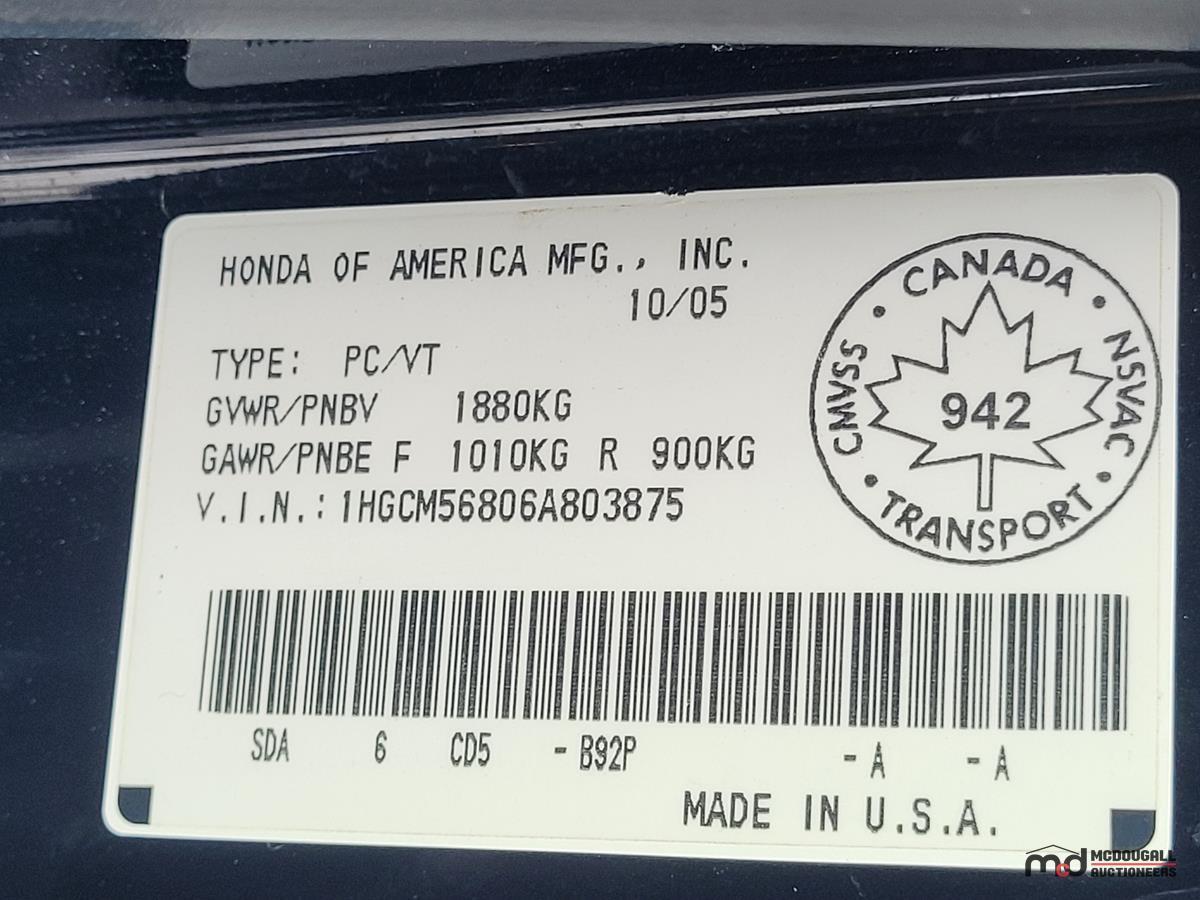 HONDA OF AMERICA MFG., INC.
10/05
TYPE: PC/VT
GVWR/PNBV 1880KG
GAWR/PNBE F 1010KG R 900KG
V.I.N.: 1HGCM56806A803875
CANADA
CMVSS
NSVAC
942
TRANSPORT
SDA 6 CD5 -B92P -A -A
MADE IN U.S.A.
mcd MCDOUGALL
AUCTIONEERS